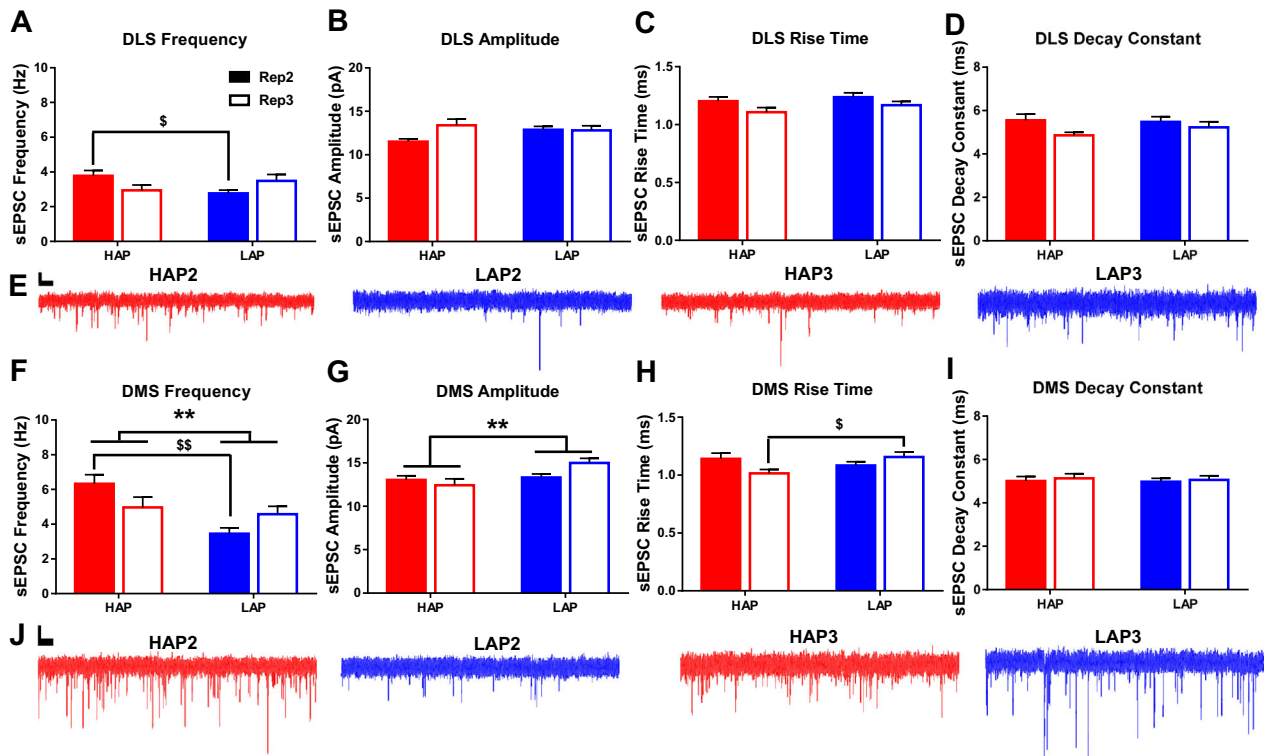 A
DLS Frequency
sEPSC Frequency (Hz)
10
8
6
4
2
0
$
Rep2
Rep3
HAP
LAP
B
DLS Amplitude
sEPSC Amplitude (pA)
20
15
10
5
0
HAP
LAP
C
DLS Rise Time
sEPSC Rise Time (ms)
1.5
1.0
0.5
0.0
HAP
LAP
D
DLS Decay Constant
sEPSC Decay Constant (ms)
8
6
4
2
0
HAP
LAP
E
HAP2
LAP2
HAP3
LAP3
F
DMS Frequency
sEPSC Frequency (Hz)
10
8
6
4
2
0
**
$$
HAP
LAP
G
DMS Amplitude
sEPSC Amplitude (pA)
20
15
10
5
0
**
HAP
LAP
H
DMS Rise Time
sEPSC Rise Time (ms)
1.5
1.0
0.5
0.0
$
HAP
LAP
I
DMS Decay Constant
sEPSC Decay Constant (ms)
8
6
4
2
0
HAP
LAP
J
HAP2
LAP2
HAP3
LAP3